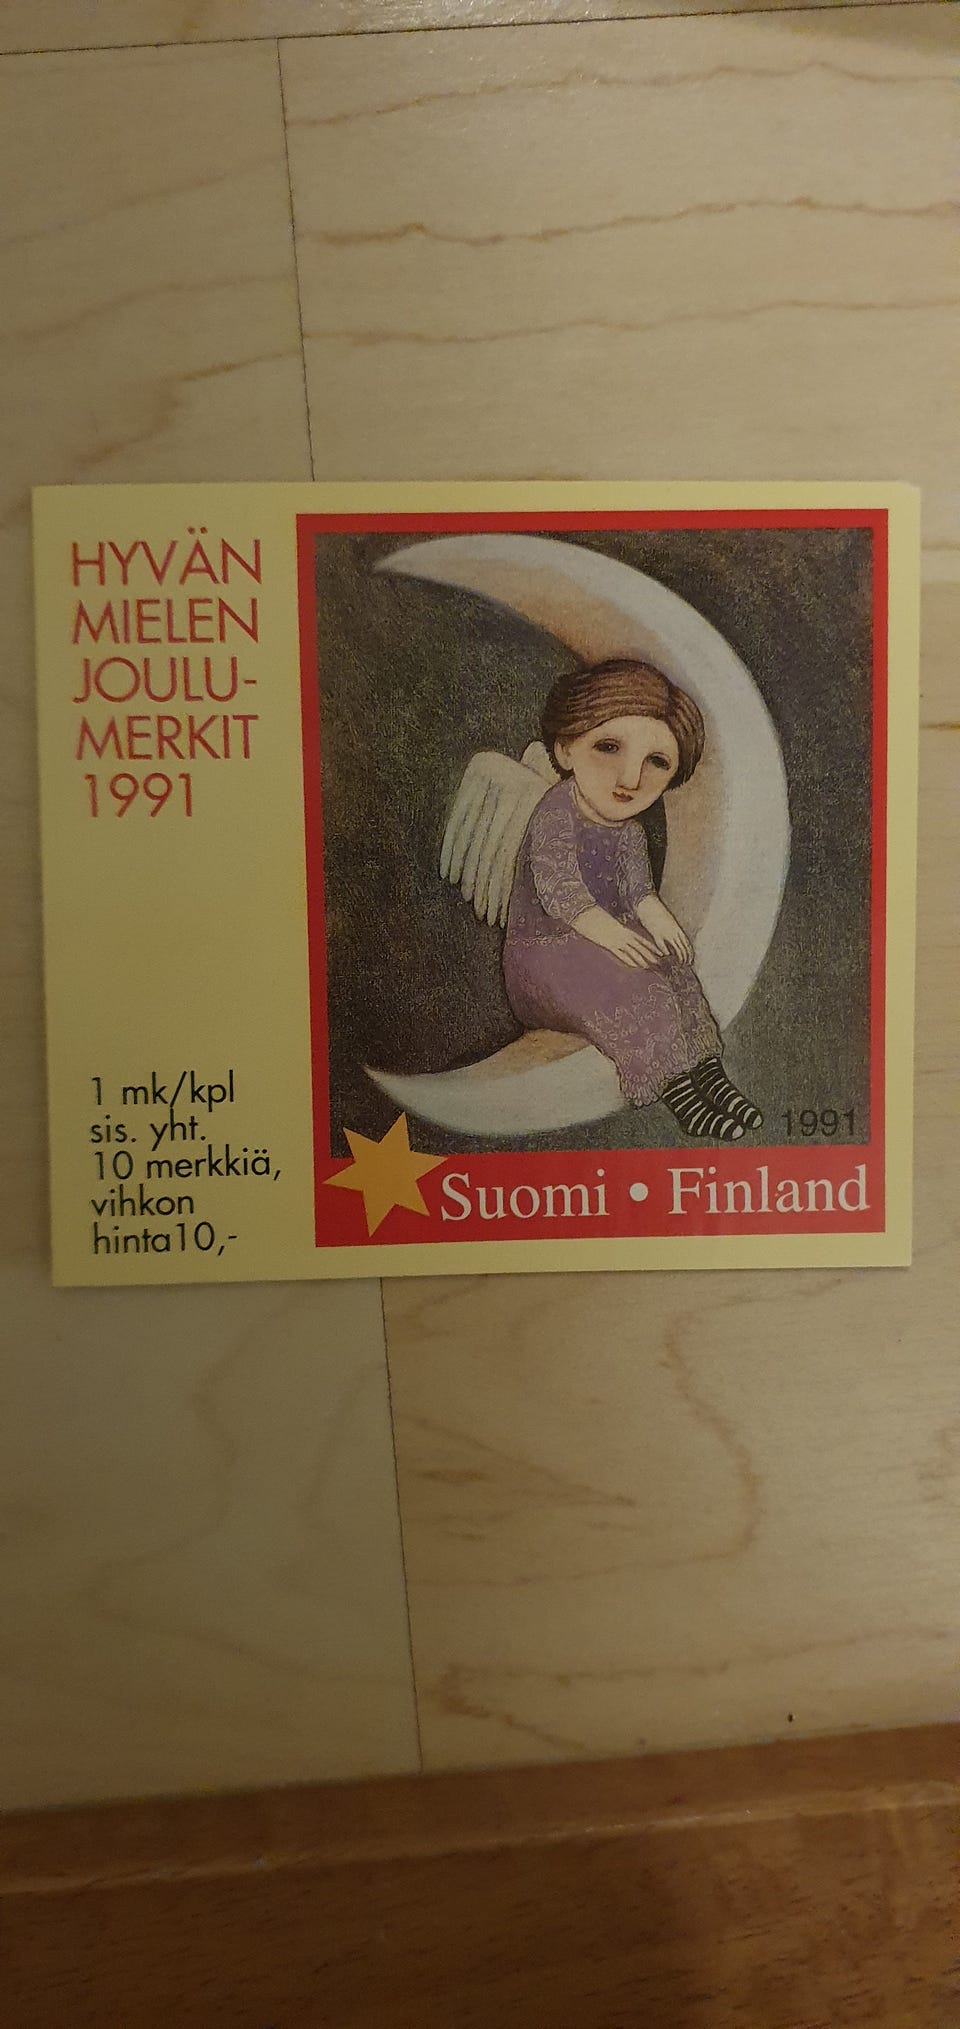 HYVÄN
MIELEN
JOULU-
MERKIT
1991
1 mk/kpl
sis. yht.
10 merkkiä,
vihkon
hinta10,-
1991
Suomi • Finland